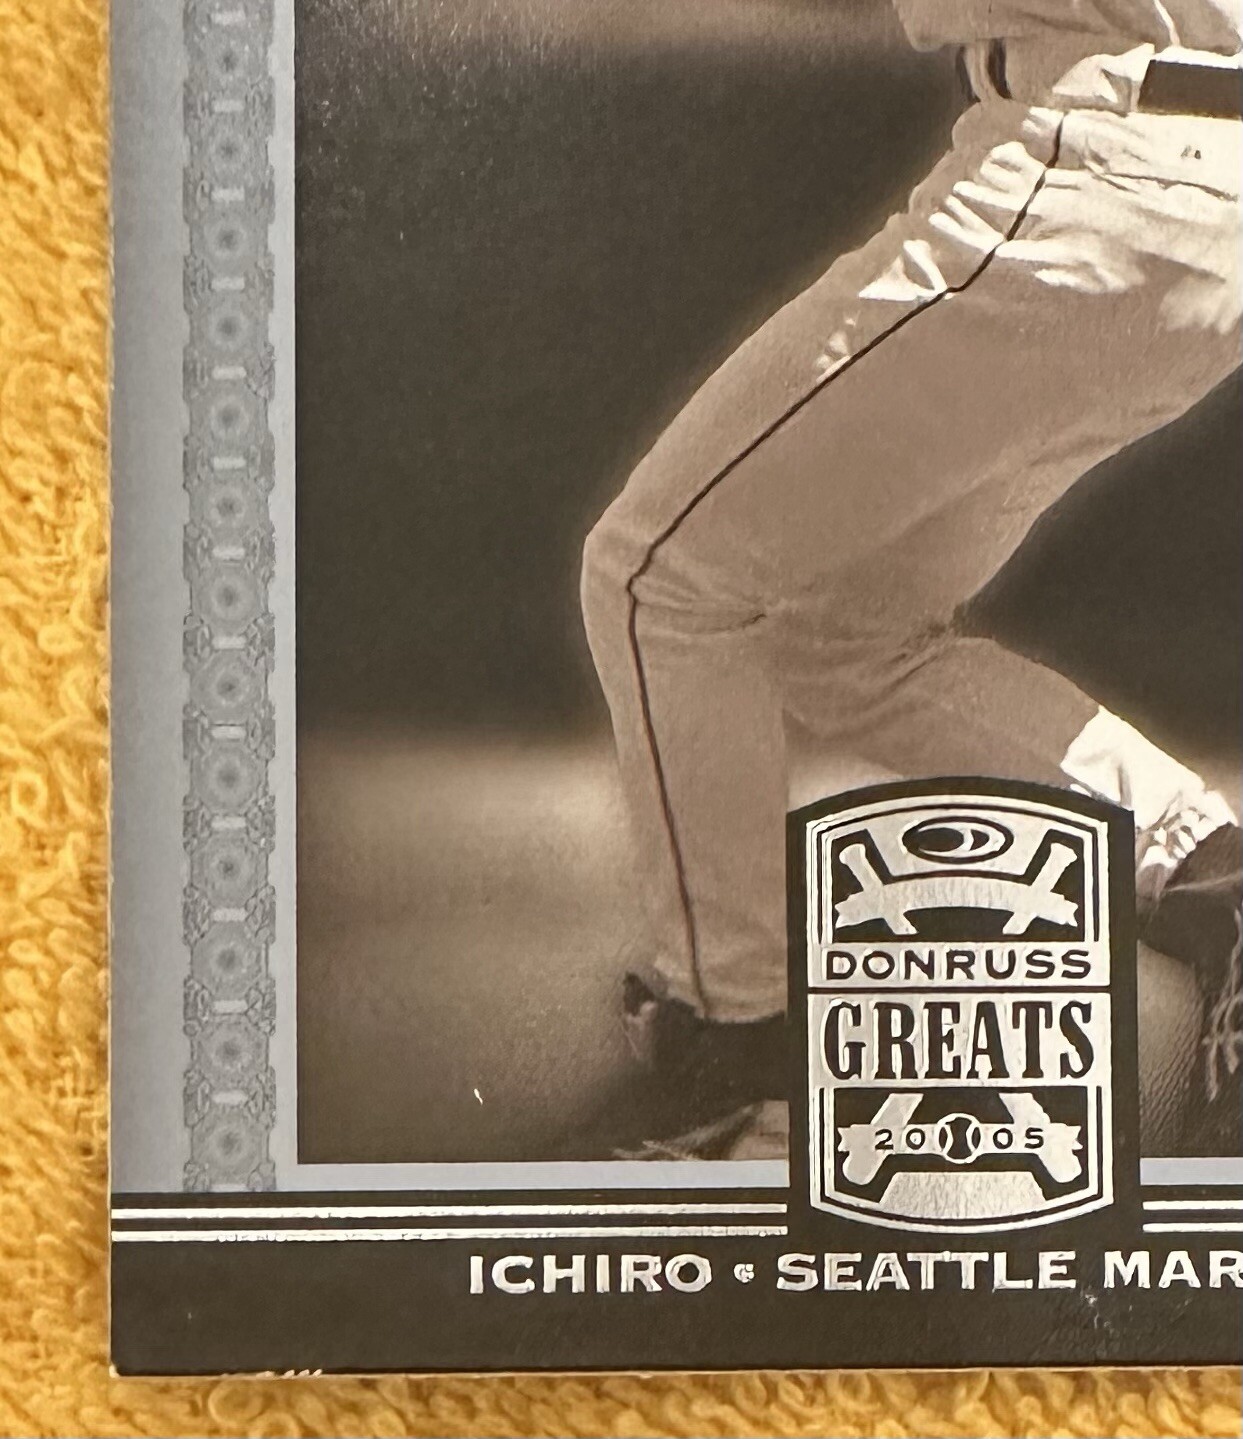 DONRUSS
GREATS
20 05
ICHIRO • SEATTLE MAR